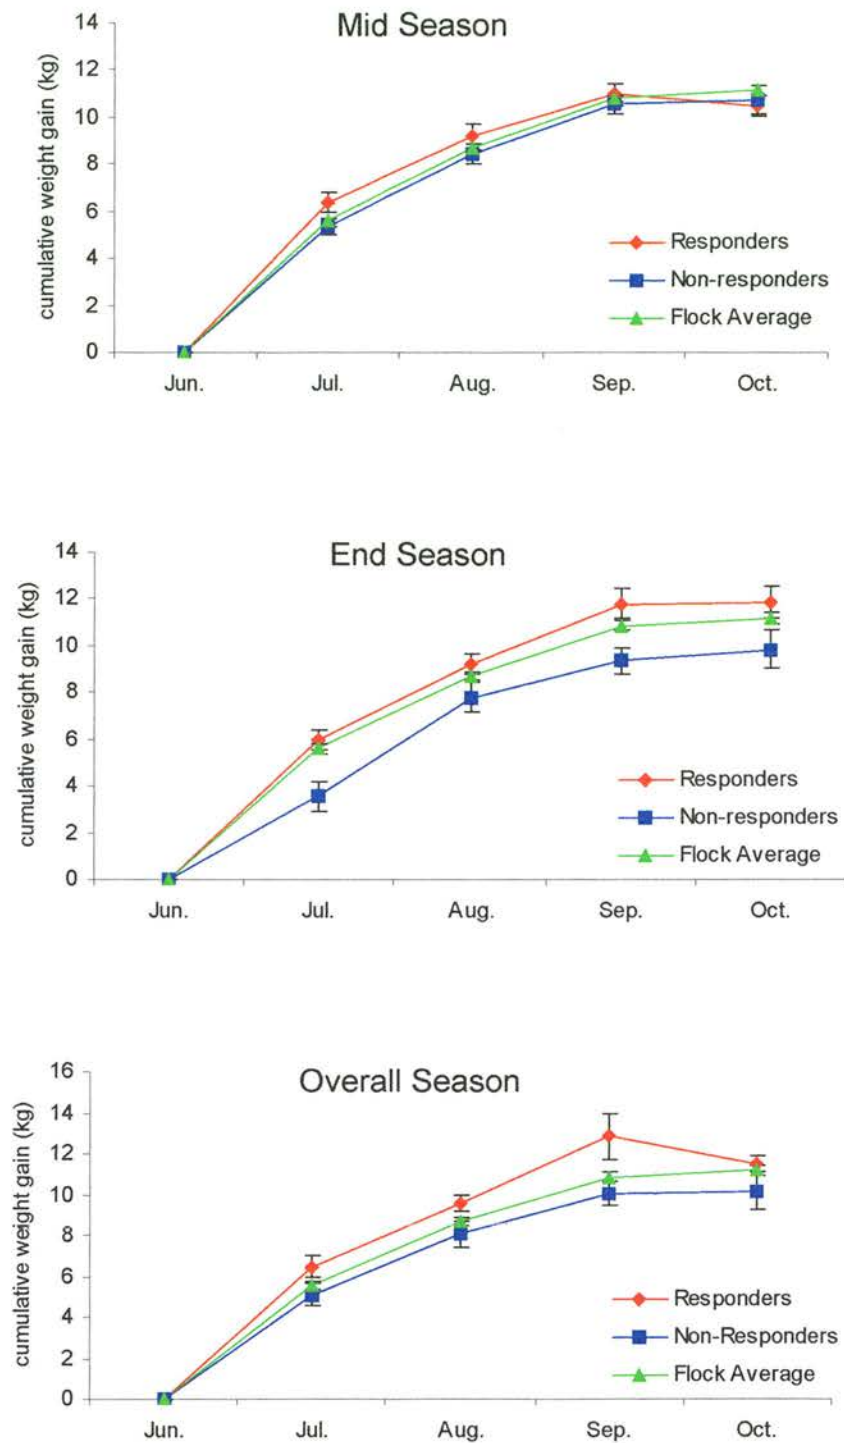 Mid Season
cumulative weight gain (kg)
14
12
10
8
6
4
2
0
Responders
Non-responders
Flock Average
Jun. Jul. Aug. Sep. Oct.
End Season
cumulative weight gain (kg)
14
12
10
8
6
4
2
0
Responders
Non-responders
Flock Average
Jun. Jul. Aug. Sep. Oct.
Overall Season
cumulative weight gain (kg)
16
14
12
10
8
6
4
2
0
Responders
Non-Responders
Flock Average
Jun. Jul. Aug. Sep. Oct.